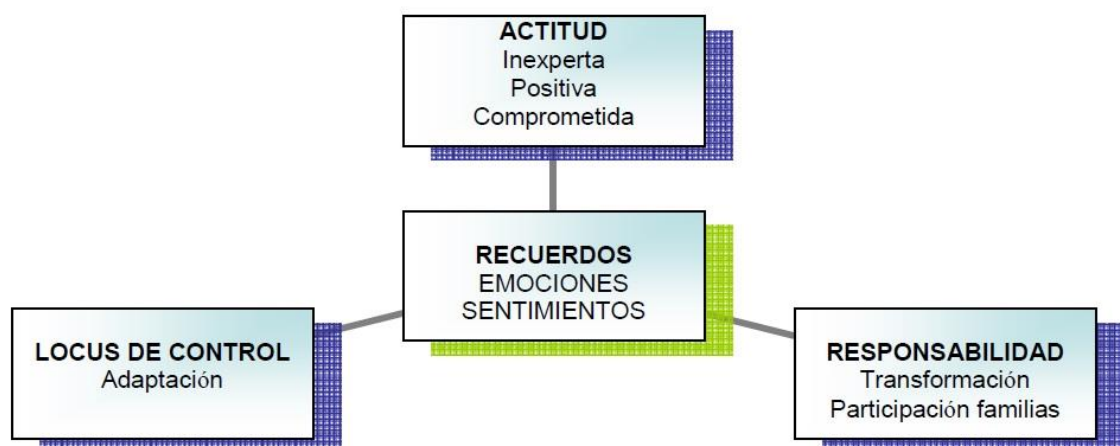 ACTITUD
Inexperta
Positiva
Comprometida
RECUERDOS
EMOCIONES
SENTIMIENTOS
LOCUS DE CONTROL
Adaptación
RESPONSABILIDAD
Transformación
Participación familias